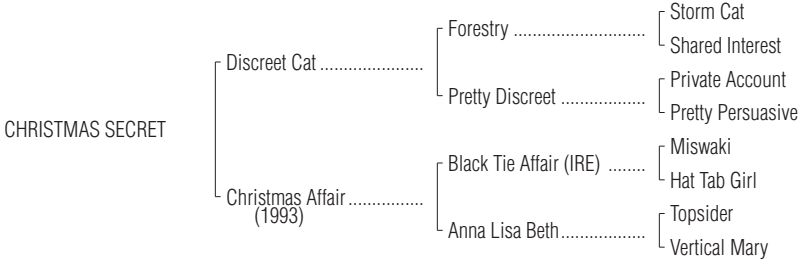 Storm Cat
Forestry ............................
Shared Interest
Discreet Cat ......................
Private Account
Pretty Discreet ..................
Pretty Persuasive
CHRISTMAS SECRET
Miswaki
Black Tie Affair (IRE) ........
Hat Tab Girl
Christmas Affair ................
(1993)
Topsider
Anna Lisa Beth ..................
Vertical Mary